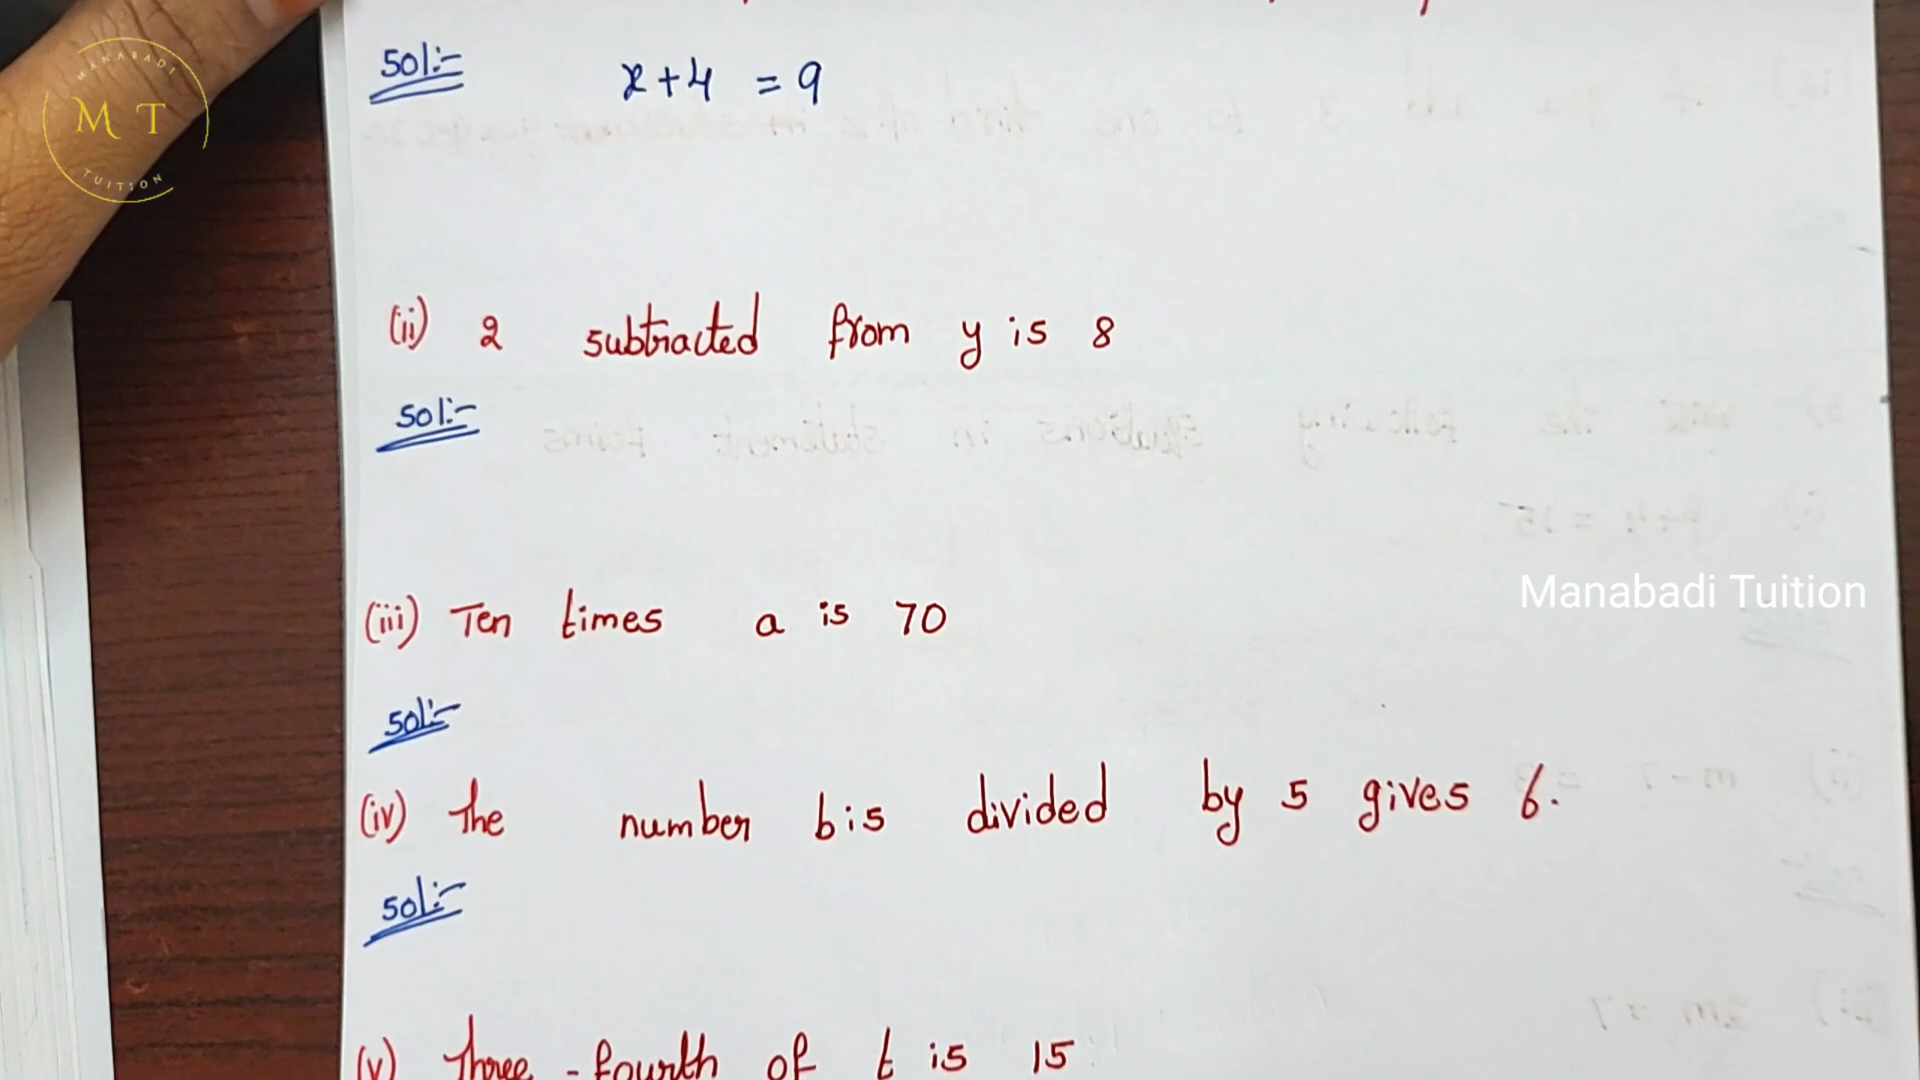 MANABADI
M T
TUITION
Sol:- x+4 = 9
(ii) 2 subtracted from y is 8
Sol:-
(iii) Ten times a is 70
Manabadi Tuition
Sol:-
(iv) The number b is divided by 5 gives 6.
Sol:-
(v) Three-fourth of t is 15